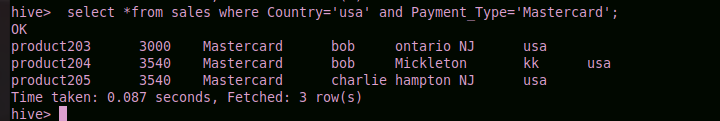 hive>  select *from sales where Country='usa' and Payment_Type='Mastercard';
OK
product203	3000	Mastercard	bob	ontario	NJ	usa
product204	3540	Mastercard	bob	Mickleton	kk	usa
product205	3540	Mastercard	charlie	hampton	NJ	usa
Time taken: 0.087 seconds, Fetched: 3 row(s)
hive>